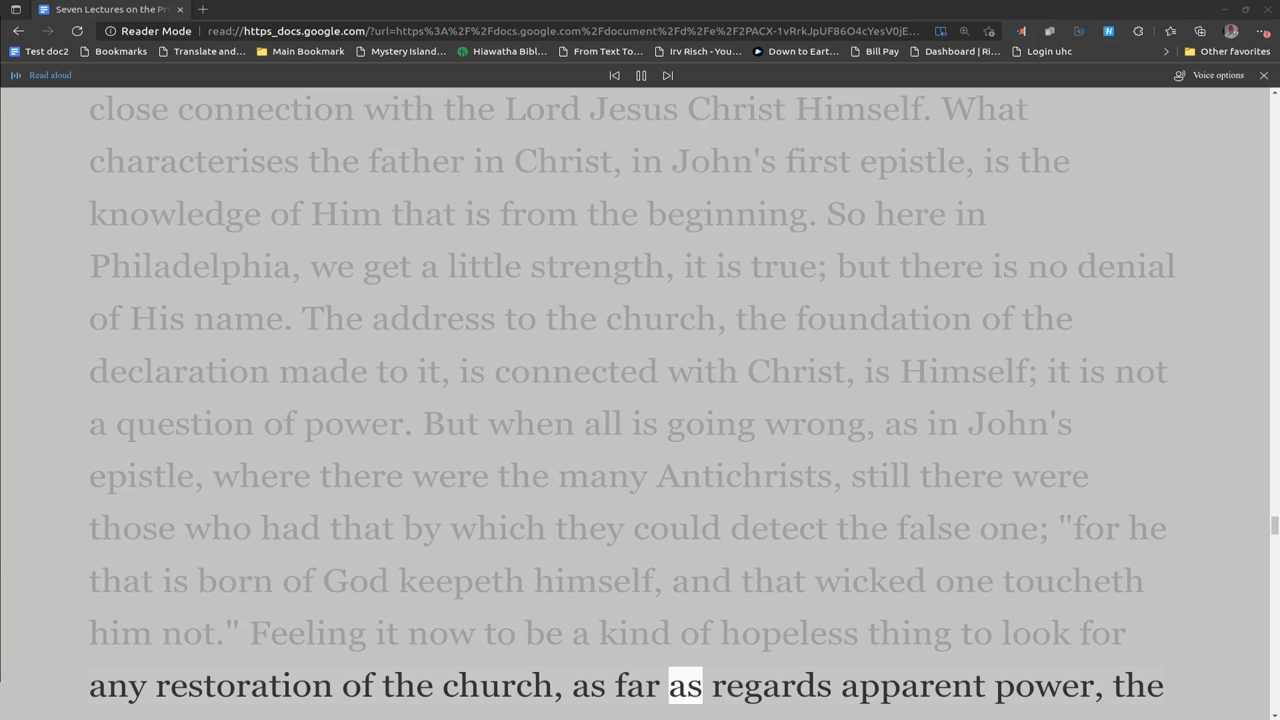 Seven Lectures on the Pr
Reader Mode
read://https_docs.google.com/?url=https%3A%2F%2Fdocs.google.com%2Fdocument%2Fd%2Fe%2F2PACX-1vRrkJpUF86O4cYesV0jE...
Test doc2
Bookmarks
Translate and...
Main Bookmark
Mystery Island...
Hiawatha Bibl...
From Text To...
Irv Risch - You...
Down to Eart...
Bill Pay
Dashboard | Ri...
Login uhc
Other favorites
Read aloud
Voice options
close connection with the Lord Jesus Christ Himself. What
characterises the father in Christ, in John's first epistle, is the
knowledge of Him that is from the beginning. So here in
Philadelphia, we get a little strength, it is true; but there is no denial
of His name. The address to the church, the foundation of the
declaration made to it, is connected with Christ, is Himself; it is not
a question of power. But when all is going wrong, as in John's
epistle, where there were the many Antichrists, still there were
those who had that by which they could detect the false one; "for he
that is born of God keepeth himself, and that wicked one toucheth
him not." Feeling it now to be a kind of hopeless thing to look for
any restoration of the church, as far as regards apparent power, the